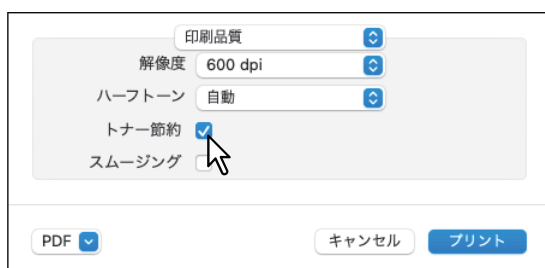 印刷品質
解像度 600 dpi
ハーフトーン 自動
トナー節約
スムージング
PDF キャンセル プリント